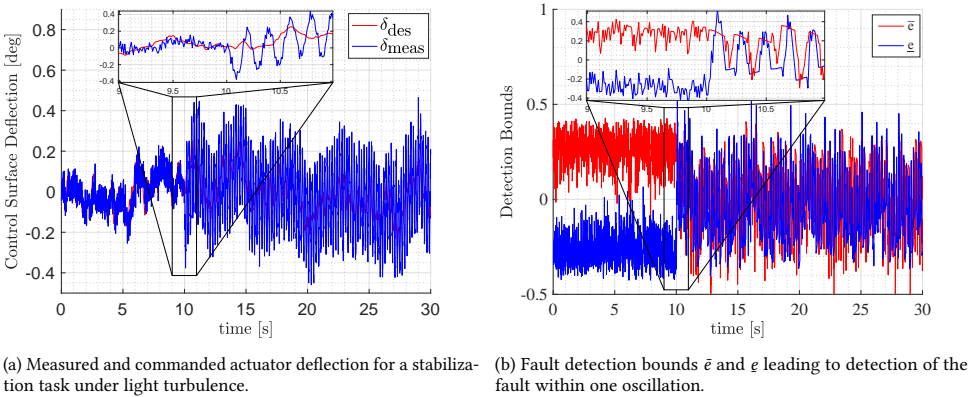 Control Surface Deflection [deg]
0.8
0.6
0.4
0.2
0
-0.2
-0.4
0 5 10 15 20 25 30
time [s]
0.4
0.2
0
-0.2
-0.4
9 9.5 10 10.5
δdes
δmeas
Detection Bounds
1
0.5
0
-0.5
0 5 10 15 20 25 30
time [s]
0.4
0.2
0
-0.2
-0.4
9 9.5 10 10.5
ē
e̲
(a) Measured and commanded actuator deflection for a stabiliza-
tion task under light turbulence.
(b) Fault detection bounds ē and e̲ leading to detection of the
fault within one oscillation.